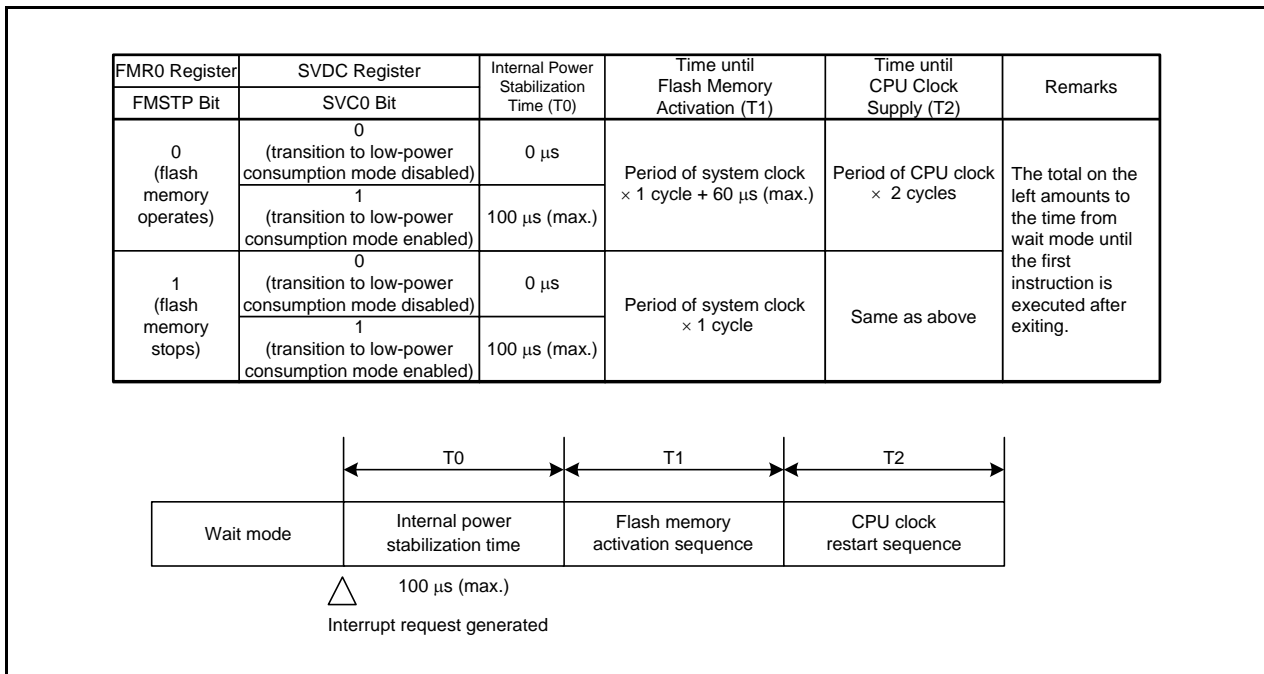 FMR0 Register
SVDC Register
Internal Power
Stabilization
Time (T0)
Time until
Flash Memory
Activation (T1)
Time until
CPU Clock
Supply (T2)
Remarks
FMSTP Bit
SVC0 Bit
0
(flash
memory
operates)
0
(transition to low-power
consumption mode disabled)
0 μs
Period of system clock
× 1 cycle + 60 μs (max.)
Period of CPU clock
× 2 cycles
The total on the
left amounts to
the time from
wait mode until
the first
instruction is
executed after
exiting.
1
(transition to low-power
consumption mode enabled)
100 μs (max.)
1
(flash
memory
stops)
0
(transition to low-power
consumption mode disabled)
0 μs
Period of system clock
× 1 cycle
Same as above
1
(transition to low-power
consumption mode enabled)
100 μs (max.)
T0
T1
T2
Wait mode
Internal power
stabilization time
Flash memory
activation sequence
CPU clock
restart sequence
100 μs (max.)
Interrupt request generated